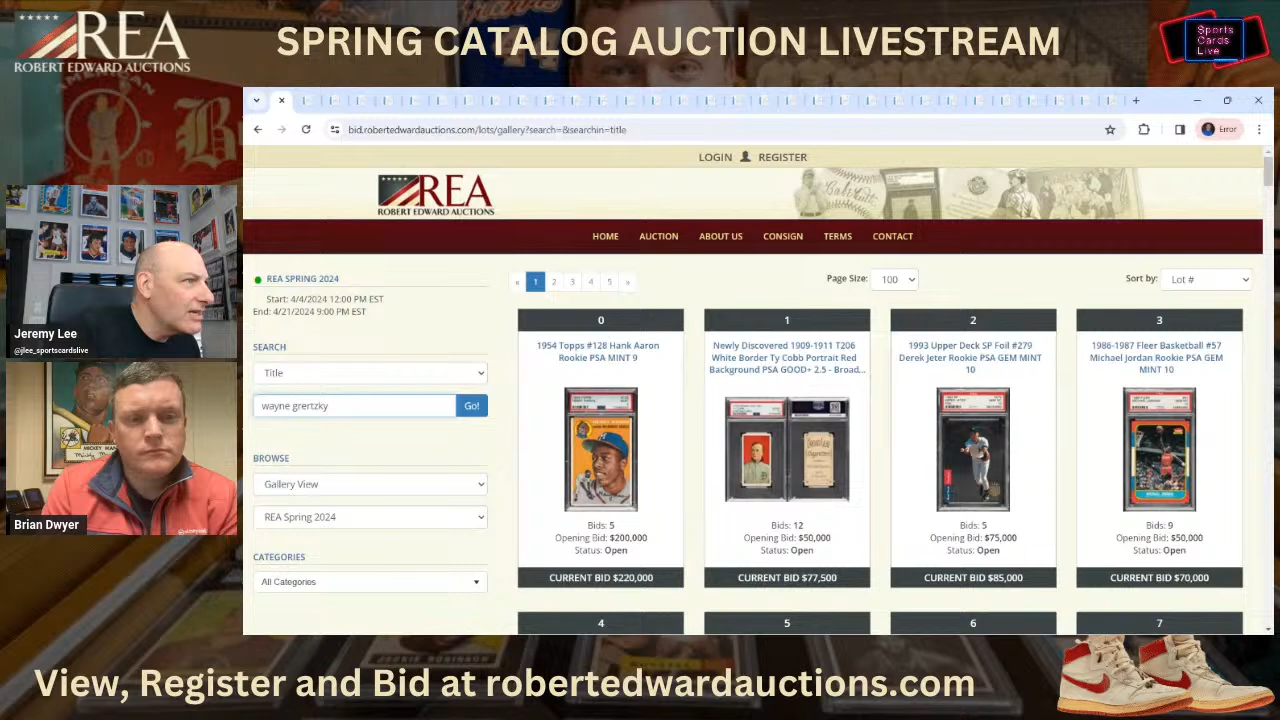 ★★★★★
REA
ROBERT EDWARD AUCTIONS
SPRING CATALOG AUCTION LIVESTREAM
Sports
Cards
Live
bid.robertedwardauctions.com/lots/gallery?search=&searchin=title
Error
LOGIN REGISTER
REA
ROBERT EDWARD AUCTIONS
HOME AUCTION ABOUT US CONSIGN TERMS CONTACT
REA SPRING 2024
Start: 4/4/2024 12:00 PM EST
End: 4/21/2024 9:00 PM EST
SEARCH
Title
wayne grertzky Go!
BROWSE
Gallery View
REA Spring 2024
CATEGORIES
All Categories
« 1 2 3 4 5 »
Page Size: 100
Sort by: Lot #
0
1954 Topps #128 Hank Aaron
Rookie PSA MINT 9
Bids: 5
Opening Bid: $200,000
Status: Open
CURRENT BID $220,000
1
Newly Discovered 1909-1911 T206
White Border Ty Cobb Portrait Red
Background PSA GOOD+ 2.5 - Broad...
Bids: 12
Opening Bid: $50,000
Status: Open
CURRENT BID $77,500
2
1993 Upper Deck SP Foil #279
Derek Jeter Rookie PSA GEM MINT
10
Bids: 5
Opening Bid: $75,000
Status: Open
CURRENT BID $85,000
3
1986-1987 Fleer Basketball #57
Michael Jordan Rookie PSA GEM
MINT 10
Bids: 9
Opening Bid: $50,000
Status: Open
CURRENT BID $70,000
4
5
6
7
Jeremy Lee
@jlee_sportscardslive
Brian Dwyer
View, Register and Bid at robertedwardauctions.com